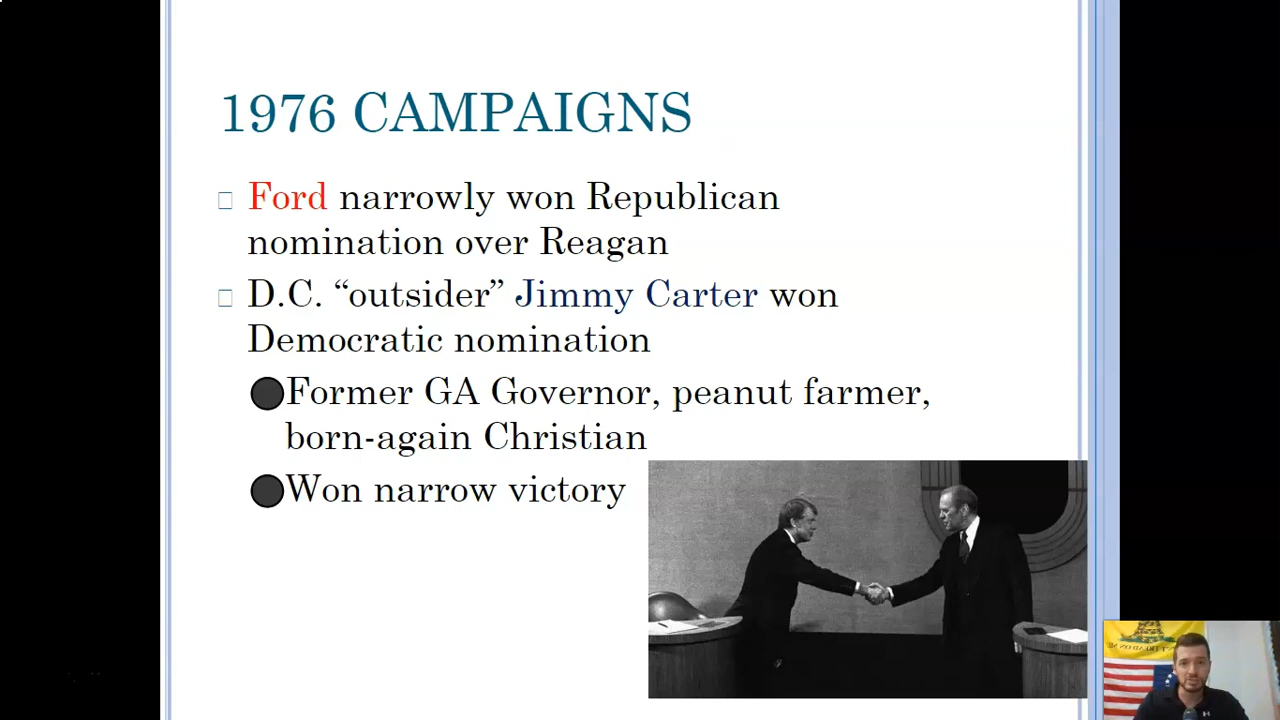 1976 CAMPAIGNS
Ford narrowly won Republican
nomination over Reagan
D.C. “outsider” Jimmy Carter won
Democratic nomination
Former GA Governor, peanut farmer,
born-again Christian
Won narrow victory